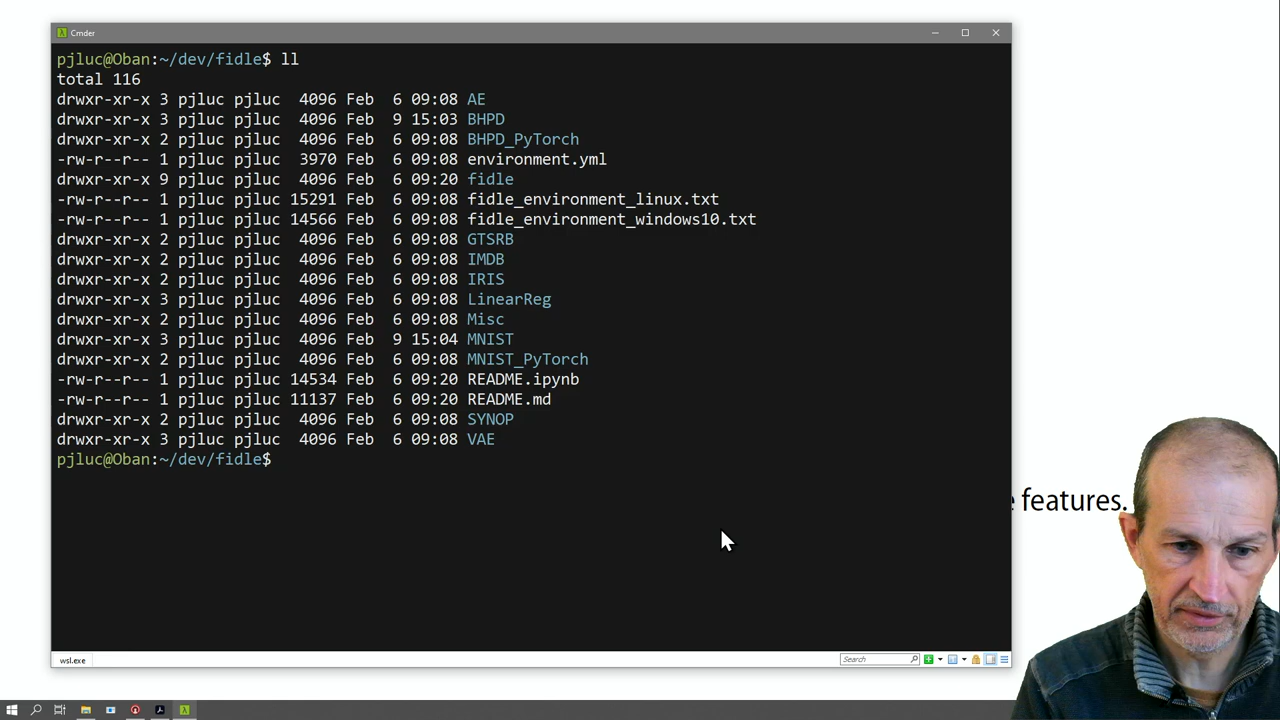 Cmder
pjluc@Oban:~/dev/fidle$ ll
total 116
drwxr-xr-x 3 pjluc pjluc  4096 Feb  6 09:08 AE
drwxr-xr-x 3 pjluc pjluc  4096 Feb  9 15:03 BHPD
drwxr-xr-x 2 pjluc pjluc  4096 Feb  6 09:08 BHPD_PyTorch
-rw-r--r-- 1 pjluc pjluc  3970 Feb  6 09:08 environment.yml
drwxr-xr-x 9 pjluc pjluc  4096 Feb  6 09:20 fidle
-rw-r--r-- 1 pjluc pjluc 15291 Feb  6 09:08 fidle_environment_linux.txt
-rw-r--r-- 1 pjluc pjluc 14566 Feb  6 09:08 fidle_environment_windows10.txt
drwxr-xr-x 2 pjluc pjluc  4096 Feb  6 09:08 GTSRB
drwxr-xr-x 2 pjluc pjluc  4096 Feb  6 09:08 IMDB
drwxr-xr-x 2 pjluc pjluc  4096 Feb  6 09:08 IRIS
drwxr-xr-x 3 pjluc pjluc  4096 Feb  6 09:08 LinearReg
drwxr-xr-x 2 pjluc pjluc  4096 Feb  6 09:08 Misc
drwxr-xr-x 3 pjluc pjluc  4096 Feb  9 15:04 MNIST
drwxr-xr-x 2 pjluc pjluc  4096 Feb  6 09:08 MNIST_PyTorch
-rw-r--r-- 1 pjluc pjluc 14534 Feb  6 09:20 README.ipynb
-rw-r--r-- 1 pjluc pjluc 11137 Feb  6 09:20 README.md
drwxr-xr-x 2 pjluc pjluc  4096 Feb  6 09:08 SYNOP
drwxr-xr-x 3 pjluc pjluc  4096 Feb  6 09:08 VAE
pjluc@Oban:~/dev/fidle$
features.
wsl.exe
Search